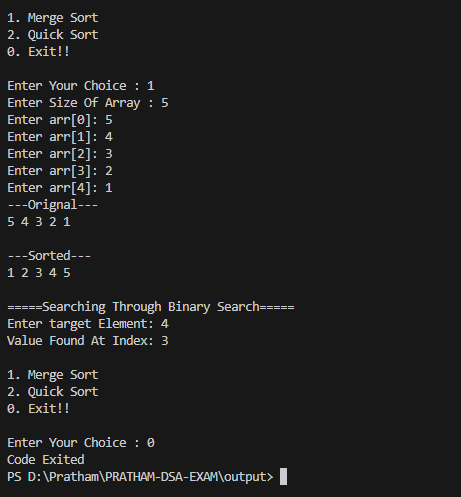 1. Merge Sort
2. Quick Sort
0. Exit!!
Enter Your Choice : 1
Enter Size Of Array : 5
Enter arr[0]: 5
Enter arr[1]: 4
Enter arr[2]: 3
Enter arr[3]: 2
Enter arr[4]: 1
---Orignal---
5 4 3 2 1
---Sorted---
1 2 3 4 5
=====Searching Through Binary Search=====
Enter target Element: 4
Value Found At Index: 3
1. Merge Sort
2. Quick Sort
0. Exit!!
Enter Your Choice : 0
Code Exited
PS D:\Pratham\PRATHAM-DSA-EXAM\output>